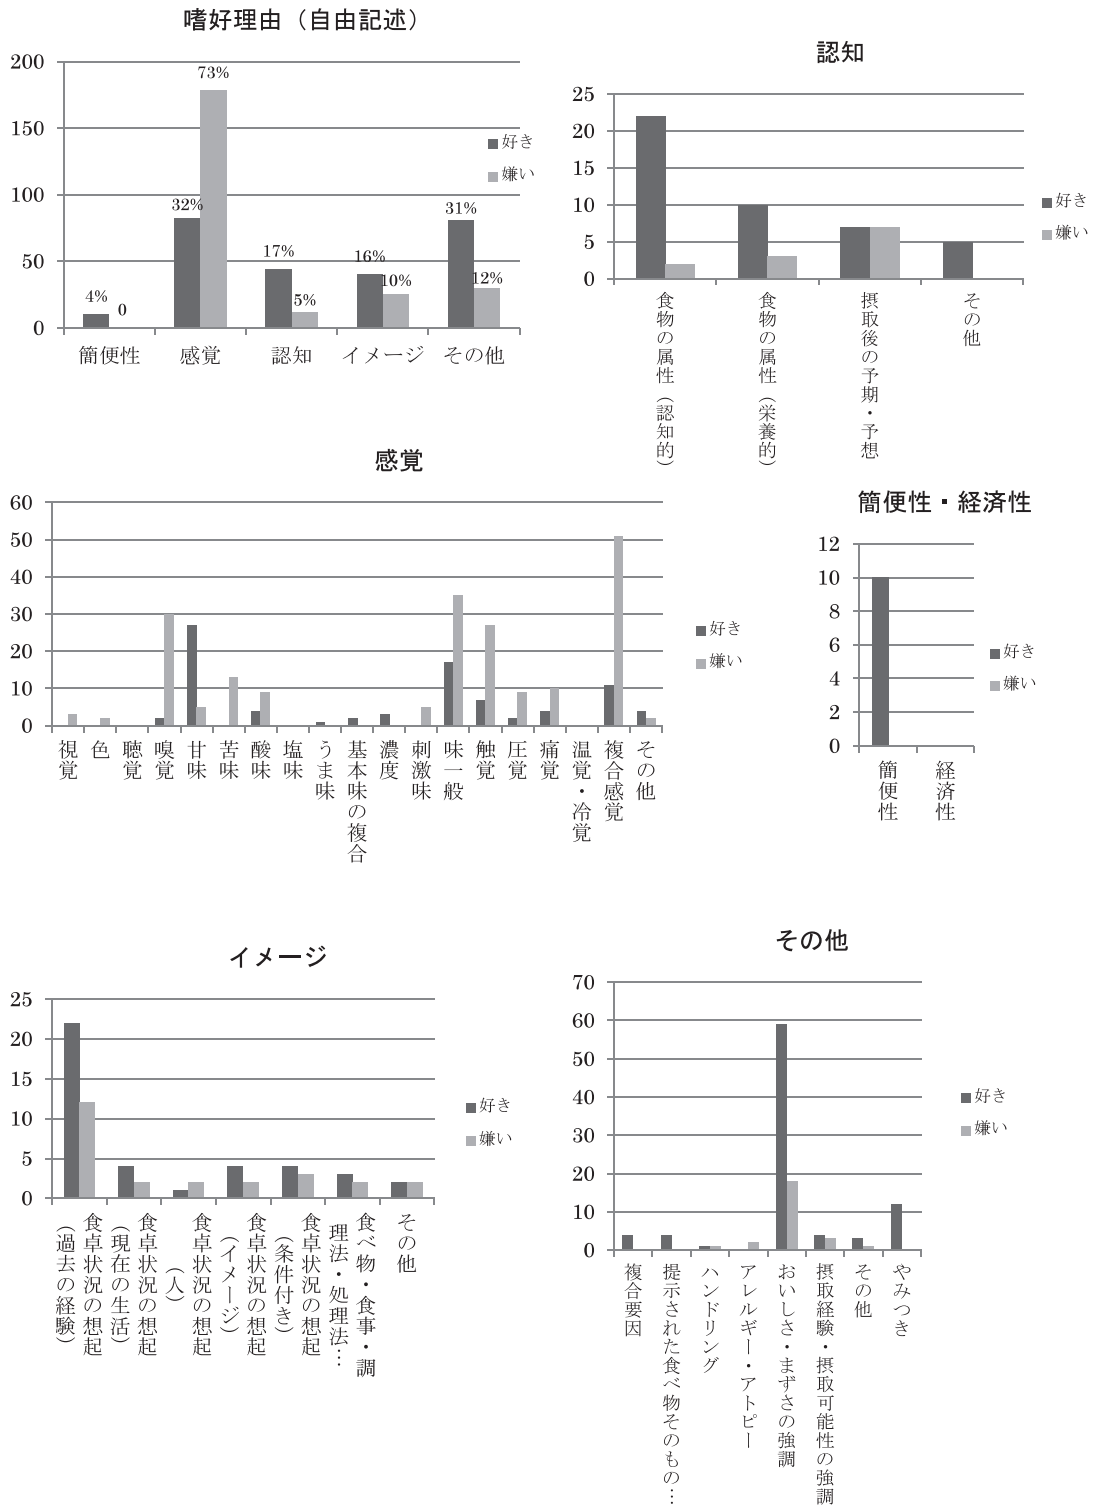 嗜好理由（自由記述）
200
150
100
50
0
4%
0
32%
73%
17%
5%
16%
10%
31%
12%
簡便性
感覚
認知
イメージ
その他
好き
嫌い
認知
25
20
15
10
5
0
食物の属性（認知的）
食物の属性（栄養的）
摂取後の予期・予想
その他
好き
嫌い
感覚
60
50
40
30
20
10
0
視覚
色
聴覚
嗅覚
甘味
苦味
酸味
塩味
うま味
基本味の複合
濃度
刺激味
味一般
触覚
圧覚
痛覚
温覚・冷覚
複合感覚
その他
好き
嫌い
簡便性・経済性
12
10
8
6
4
2
0
簡便性
経済性
好き
嫌い
イメージ
25
20
15
10
5
0
食卓状況の想起
（過去の経験）
食卓状況の想起
（現在の生活）
食卓状況の想起
（人）
食卓状況の想起
（イメージ）
食卓状況の想起
（条件付き）
食べ物・食事・調
理法・処理法…
その他
好き
嫌い
その他
70
60
50
40
30
20
10
0
複合要因
提示された食べ物そのもの…
ハンドリング
アレルギー・アトピー
おいしさ・まずさの強調
摂取経験・摂取可能性の強調
その他
やみつき
好き
嫌い